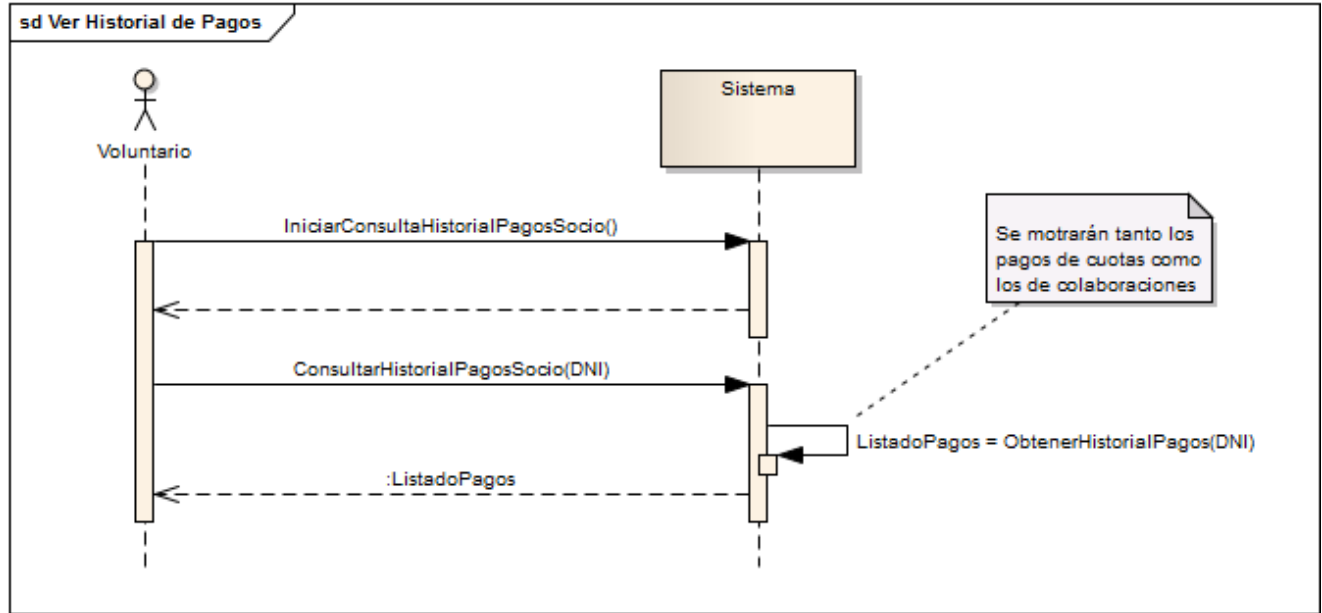 sd Ver Historial de Pagos
Voluntario
Sistema
IniciarConsultaHistorialPagosSocio()
Se motrarán tanto los
pagos de cuotas como
los de colaboraciones
ConsultarHistorialPagosSocio(DNI)
ListadoPagos = ObtenerHistorialPagos(DNI)
:ListadoPagos